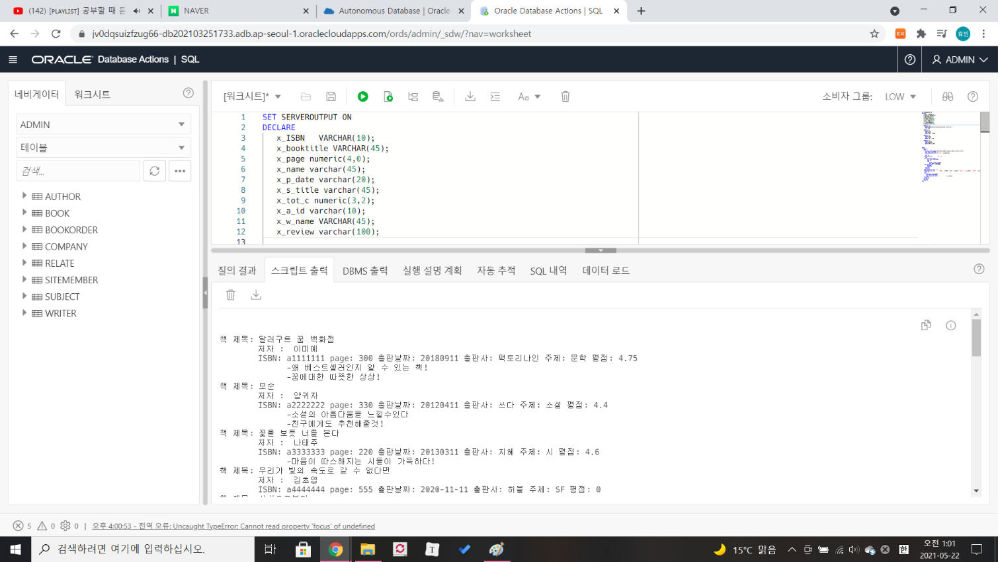 (142) [PLAYLIST] 공부할 때 듣
NAVER
Autonomous Database | Oracle
Oracle Database Actions | SQL
jv0dqsuizfzug66-db202103251733.adb.ap-seoul-1.oraclecloudapps.com/ords/admin/_sdw/?nav=worksheet
EX
효빈
ORACLE Database Actions | SQL
ADMIN
네비게이터
워크시트
[워크시트]*
Aa
소비자 그룹: LOW
ADMIN
테이블
검색...
AUTHOR
BOOK
BOOKORDER
COMPANY
RELATE
SITEMEMBER
SUBJECT
WRITER
1 SET SERVEROUTPUT ON
2 DECLARE
3 x_ISBN VARCHAR(10);
4 x_booktitle VARCHAR(45);
5 x_page numeric(4,0);
6 x_name varchar(45);
7 x_p_date varchar(20);
8 x_s_title varchar(45);
9 x_tot_c numeric(3,2);
10 x_a_id varchar(10);
11 x_w_name VARCHAR(45);
12 x_review varchar(100);
13
질의 결과
스크립트 출력
DBMS 출력
실행 설명 계획
자동 추적
SQL 내역
데이터 로드
책 제목: 달러구트 꿈 백화점
저자 : 이미예
ISBN: a1111111 page: 300 출판날짜: 20180911 출판사: 팩토리나인 주제: 문학 평점: 4.75
-왜 베스트셀러인지 알 수 있는 책!
-꿈에대한 따뜻한 상상!
책 제목: 모순
저자 : 양귀자
ISBN: a2222222 page: 330 출판날짜: 20120411 출판사: 쓰다 주제: 소설 평점: 4.4
-소설의 아름다움을 느낄수있다
-친구에게도 추천해줄것!
책 제목: 꽃을 보듯 너를 본다
저자 : 나태주
ISBN: a3333333 page: 220 출판날짜: 20130311 출판사: 지혜 주제: 시 평점: 4.6
-마음이 따스해지는 시들이 가득하다!
책 제목: 우리가 빛의 속도로 갈 수 없다면
저자 : 김초엽
ISBN: a4444444 page: 555 출판날짜: 2020-11-11 출판사: 허블 주제: SF 평점: 0
5 0 0 | 오후 4:00:53 - 전역 오류: Uncaught TypeError: Cannot read property 'focus' of undefined
검색하려면 여기에 입력하십시오.
T
15°C 맑음
한
오전 1:01
2021-05-22